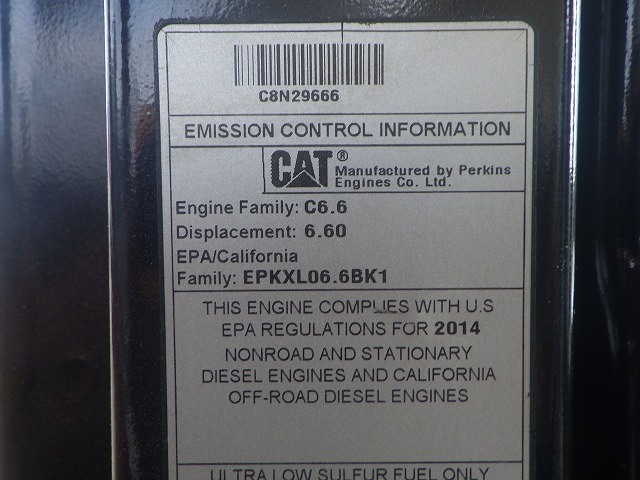 C8N29666
EMISSION CONTROL INFORMATION
CAT® Manufactured by Perkins
Engines Co. Ltd.
Engine Family: C6.6
Displacement: 6.60
EPA/California
Family: EPKXL06.6BK1
THIS ENGINE COMPLIES WITH U.S
EPA REGULATIONS FOR 2014
NONROAD AND STATIONARY
DIESEL ENGINES AND CALIFORNIA
OFF-ROAD DIESEL ENGINES
ULTRA LOW SULFUR FUEL ONLY